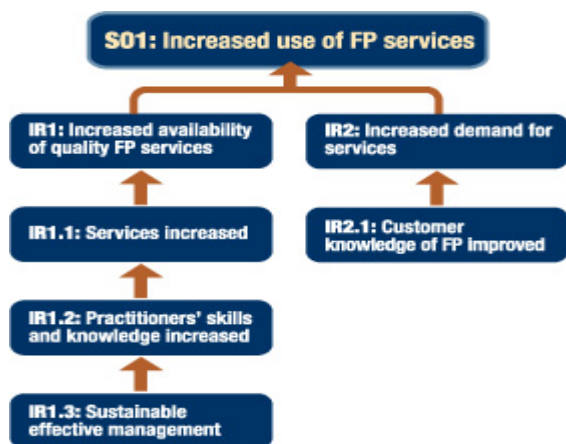 SO1: Increased use of FP services
IR1: Increased availability
of quality FP services
IR2: Increased demand for
services
IR1.1: Services increased
IR2.1: Customer
knowledge of FP improved
IR1.2: Practitioners' skills
and knowledge increased
IR1.3: Sustainable
effective management